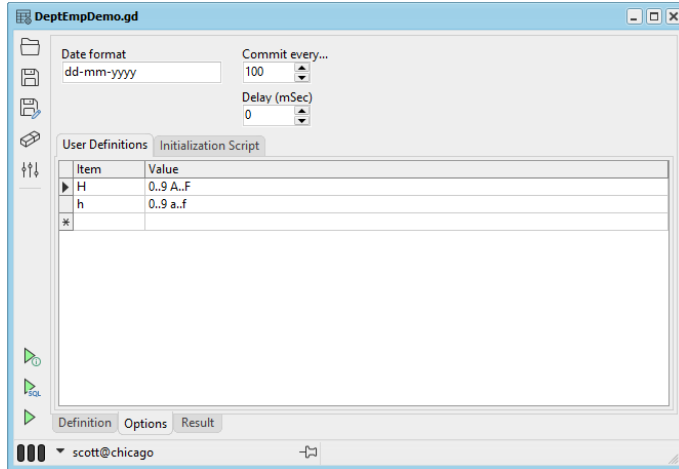 DeptEmpDemo.gd
Date format
Commit every...
dd-mm-yyyy
100
Delay (mSec)
0
User Definitions
Initialization Script
Item
Value
H
0..9 A..F
h
0..9 a..f
SQL
Definition
Options
Result
scott@chicago